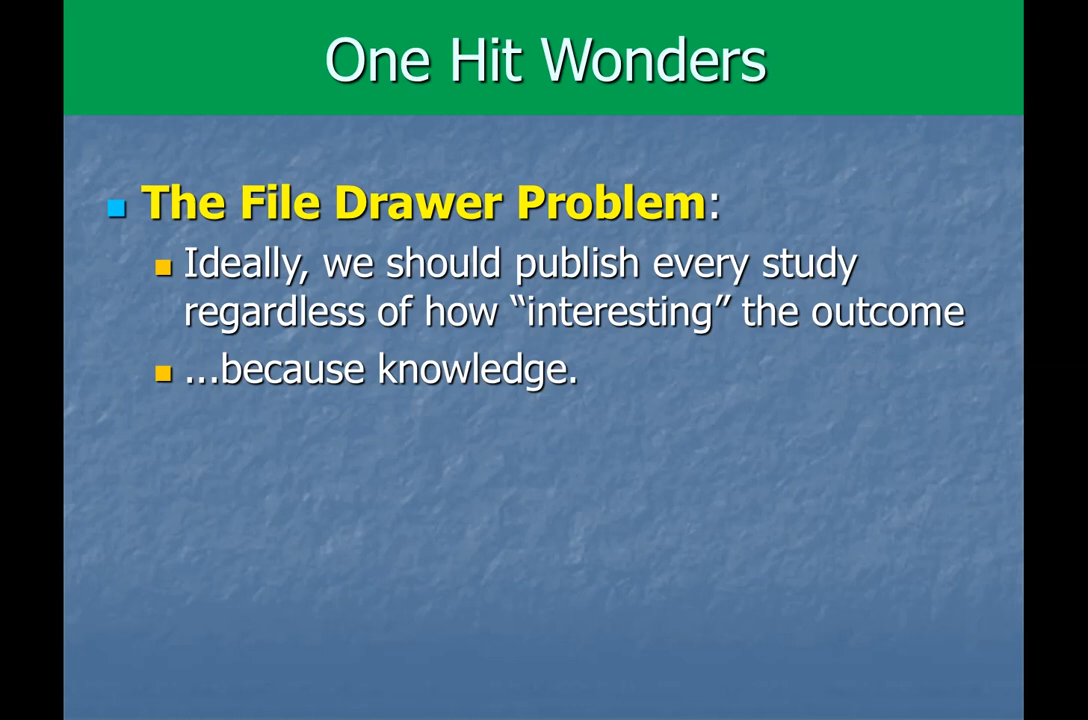 One Hit Wonders
The File Drawer Problem:
Ideally, we should publish every study
regardless of how “interesting” the outcome
...because knowledge.